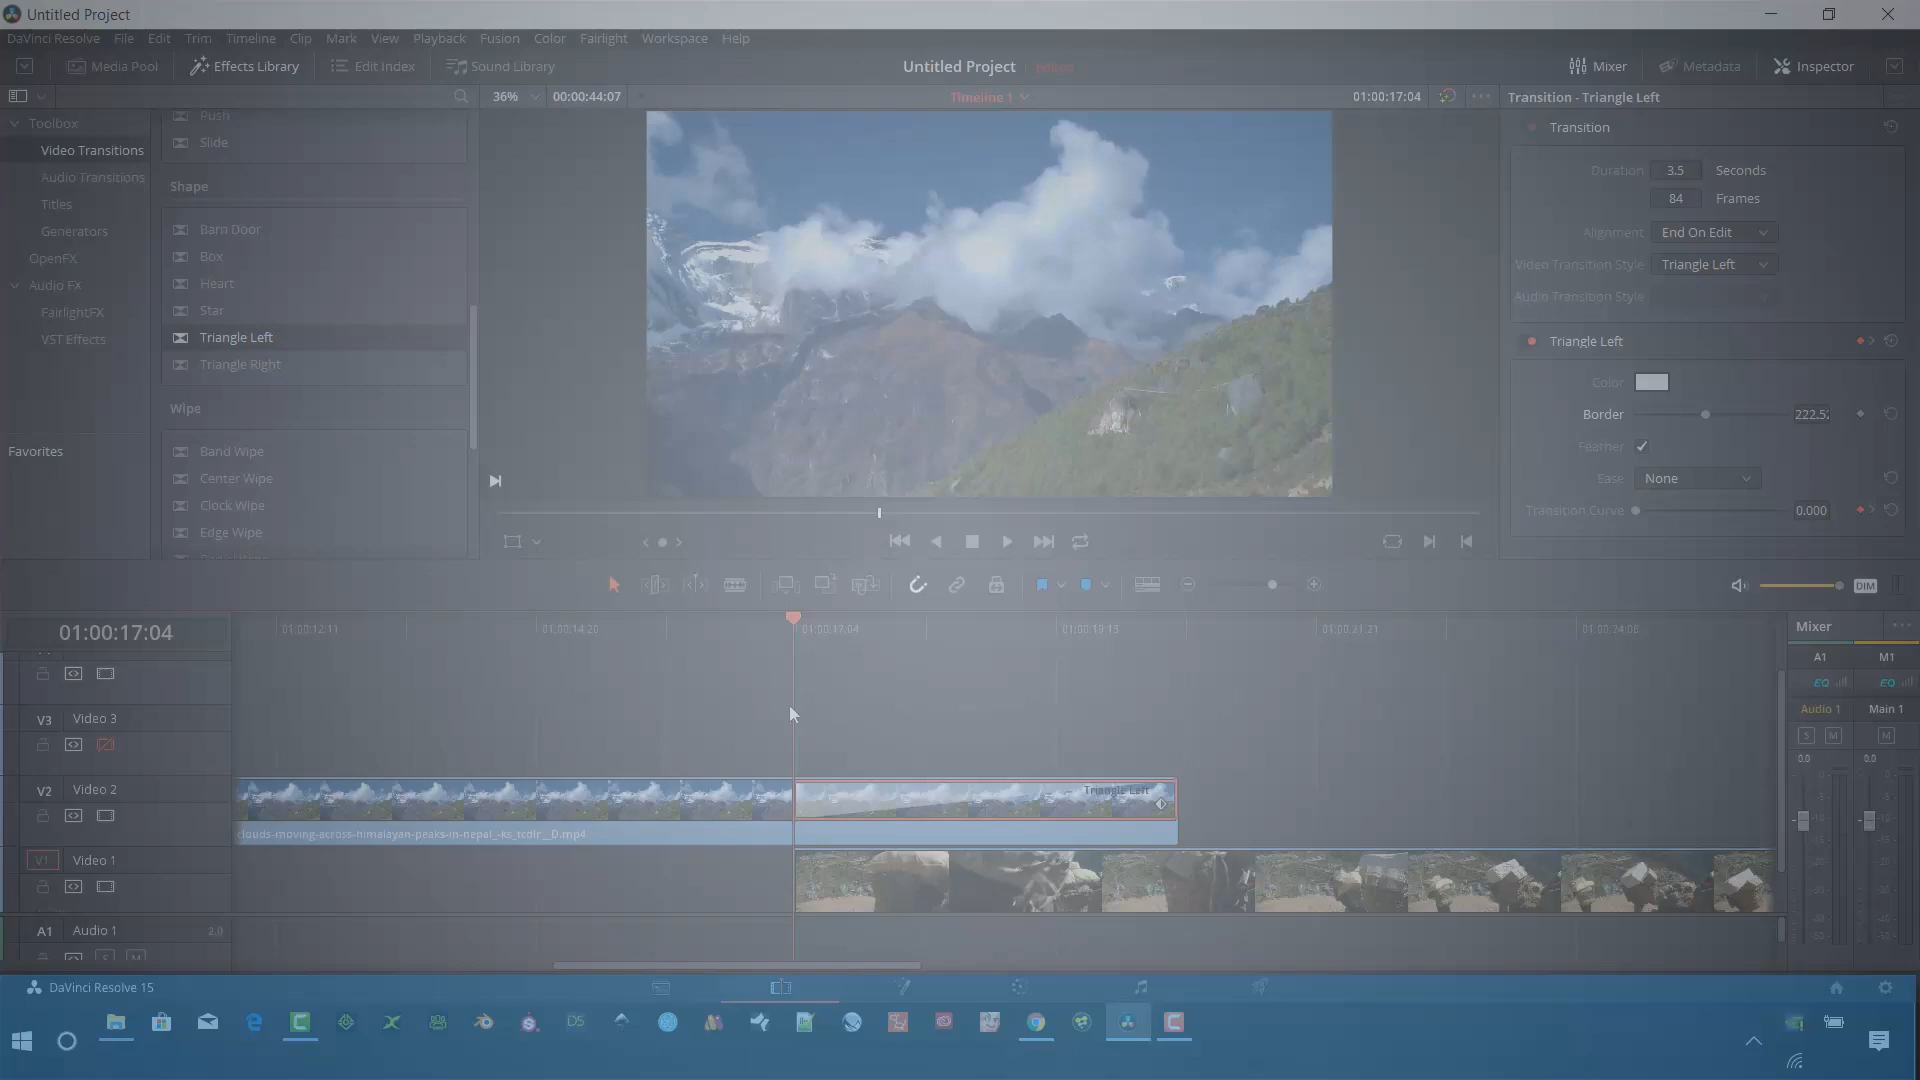 Untitled Project
DaVinci Resolve File Edit Trim Timeline Clip Mark View Playback Fusion Color Fairlight Workspace Help
Media Pool Effects Library Edit Index Sound Library Untitled Project Edited Mixer Metadata Inspector
36% 00:00:44:07 Timeline 1 01:00:17:04 Transition - Triangle Left
Toolbox
Video Transitions
Audio Transitions
Titles
Generators
OpenFX
Audio FX
FairlightFX
VST Effects
Favorites
Push
Slide
Shape
Barn Door
Box
Heart
Star
Triangle Left
Triangle Right
Wipe
Band Wipe
Center Wipe
Clock Wipe
Edge Wipe
Transition
Duration 3.5 Seconds
84 Frames
Alignment End On Edit
Video Transition Style Triangle Left
Audio Transition Style
Triangle Left
Color
Border 222.5
Feather
Ease None
Transition Curve 0.000
DIM
01:00:17:04
01:00:12:11 01:00:14:20 01:00:17:04 01:00:19:13 01:00:21:21 01:00:24:06
V3 Video 3
V2 Video 2
Triangle Left
clouds-moving-across-himalayan-peaks-in-nepal_-ks_tcdlr__D.mp4
V1 Video 1
A1 Audio 1 2.0
S M
Mixer
A1 M1
EQ EQ
Audio 1 Main 1
S M M
0.0 0.0
DaVinci Resolve 15
DS